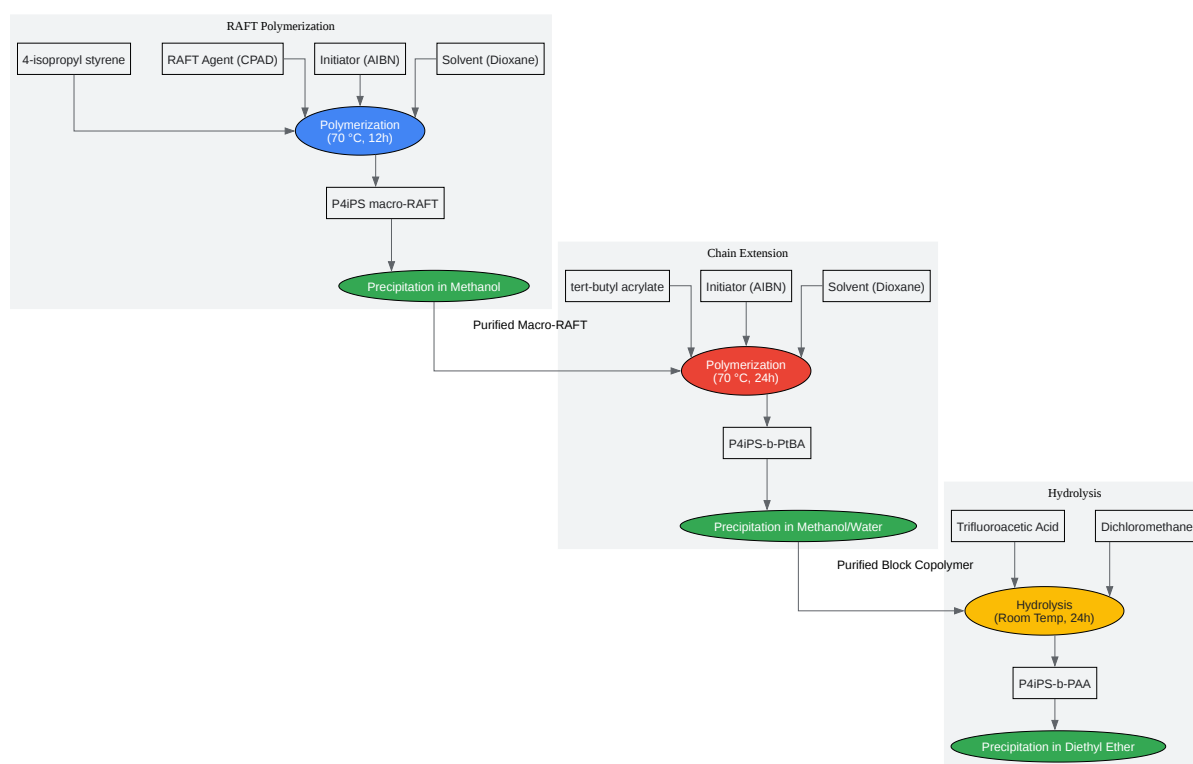 RAFT Polymerization
4-isopropyl styrene
RAFT Agent (CPAD)
Initiator (AIBN)
Solvent (Dioxane)
Polymerization
(70 °C, 12h)
P4iPS macro-RAFT
Precipitation in Methanol
Purified Macro-RAFT
Chain Extension
tert-butyl acrylate
Initiator (AIBN)
Solvent (Dioxane)
Polymerization
(70 °C, 24h)
P4iPS-b-PtBA
Precipitation in Methanol/Water
Purified Block Copolymer
Hydrolysis
Trifluoroacetic Acid
Dichloromethane
Hydrolysis
(Room Temp, 24h)
P4iPS-b-PAA
Precipitation in Diethyl Ether